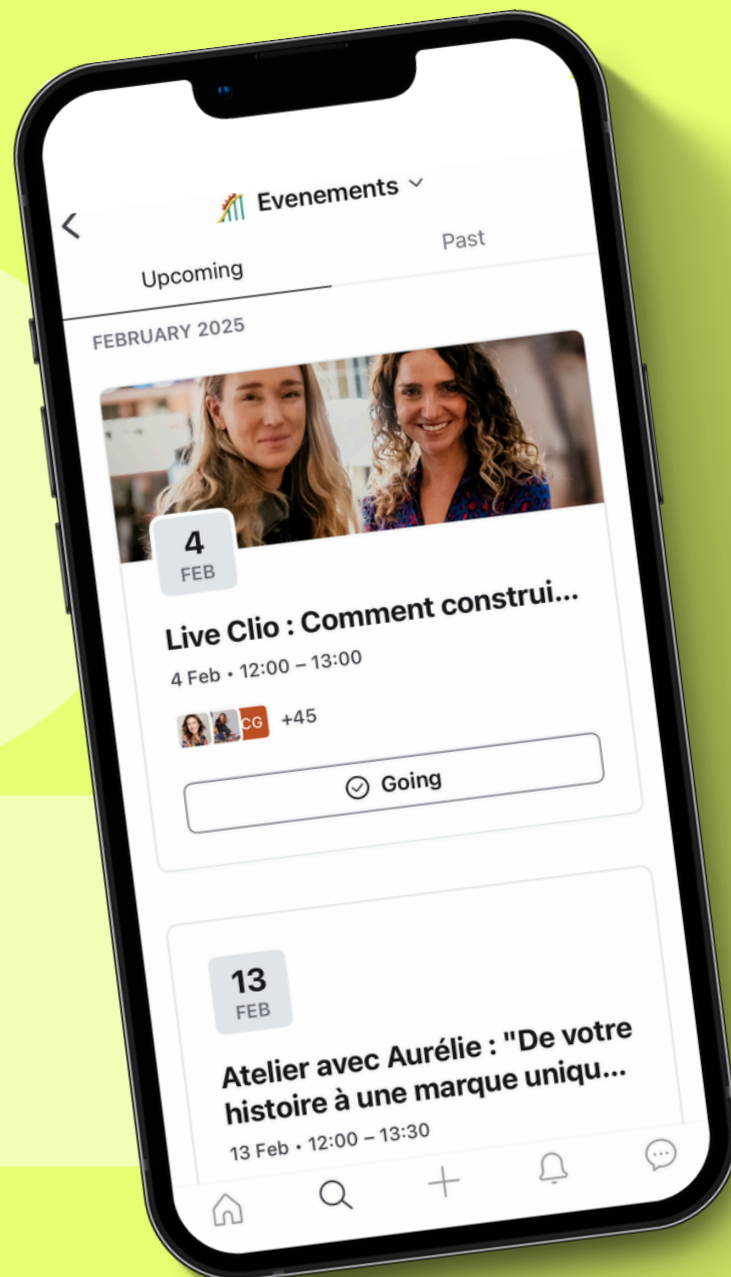 Evenements
Upcoming
Past
FEBRUARY 2025
4
FEB
Live Clio : Comment construi...
4 Feb • 12:00 – 13:00
CG
+45
Going
13
FEB
Atelier avec Aurélie : "De votre
histoire à une marque uniqu...
13 Feb • 12:00 – 13:30